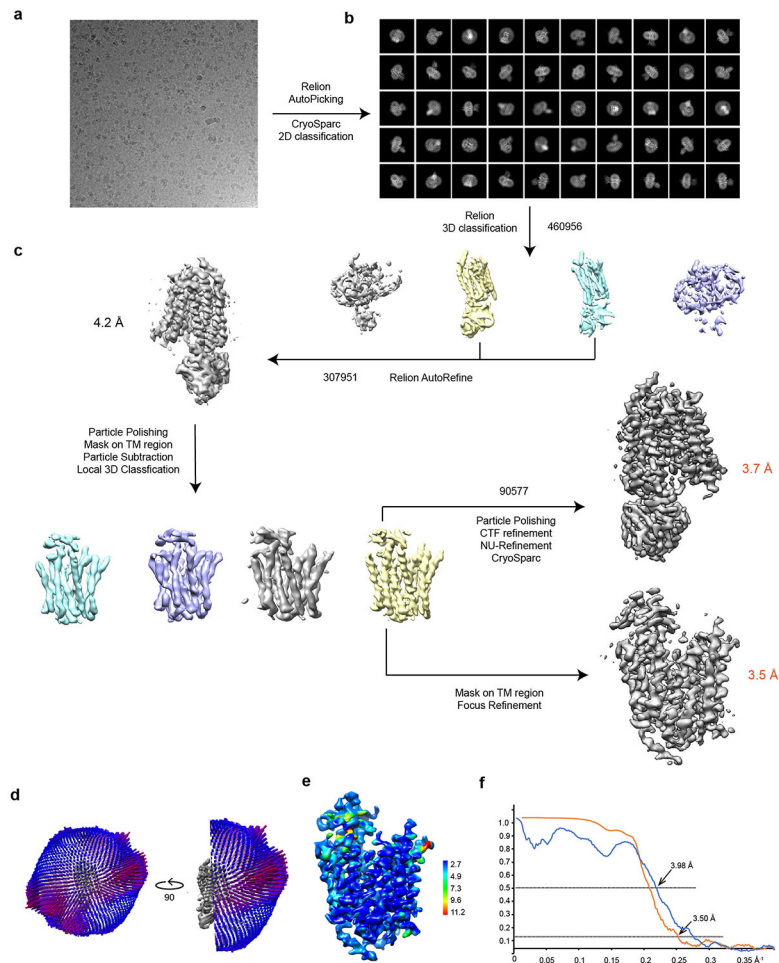 a
b
Relion
AutoPicking
CryoSparc
2D classification
Relion
3D classification
460956
c
4.2 Å
307951
Relion AutoRefine
Particle Polishing
Mask on TM region
Particle Subtraction
Local 3D Classfication
90577
Particle Polishing
CTF refinement
NU-Refinement
CryoSparc
3.7 Å
Mask on TM region
Focus Refinement
3.5 Å
d
90
e
2.7
4.9
7.3
9.6
11.2
f
1.0
0.9
0.8
0.7
0.6
0.5
0.4
0.3
0.2
0.1
3.98 Å
3.50 Å
0
0.05
0.1
0.15
0.2
0.25
0.3
0.35 Å⁻¹